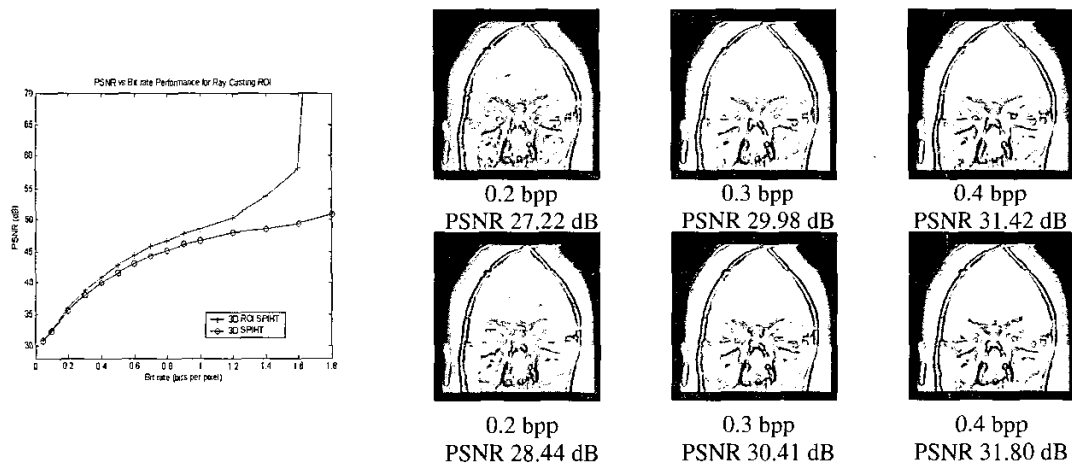 PSNR vs Bit rate Performance for Ray Casting ROI
70
65
60
55
50
45
40
35
30
PSNR (dB)
0 0.2 0.4 0.6 0.8 1 1.2 1.4 1.6 1.8
Bit rate (bits per pixel)
3D ROI SPIHT
3D SPIHT
0.2 bpp
PSNR 27.22 dB
0.3 bpp
PSNR 29.98 dB
0.4 bpp
PSNR 31.42 dB
0.2 bpp
PSNR 28.44 dB
0.3 bpp
PSNR 30.41 dB
0.4 bpp
PSNR 31.80 dB